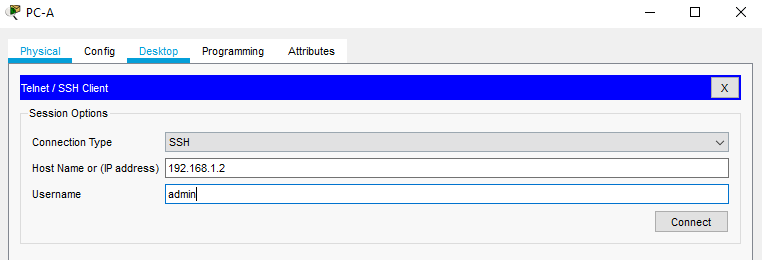 PC-A
Physical Config Desktop Programming Attributes
Telnet / SSH Client X
Session Options
Connection Type SSH
Host Name or (IP address) 192.168.1.2
Username admin
Connect